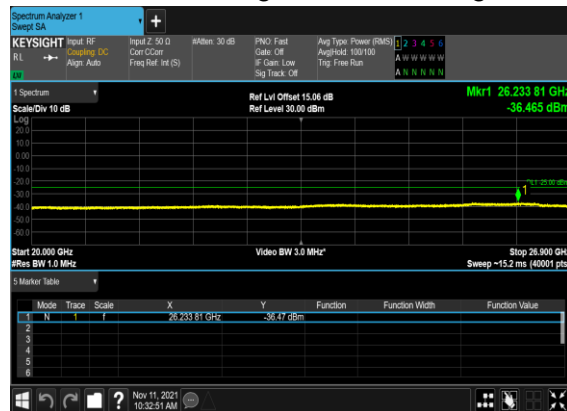 Spectrum Analyzer 1
Swept SA
+
KEYSIGHT Input: RF Input Z: 50 Ω #Atten: 30 dB PNO: Fast Avg Type: Power (RMS) 1 2 3 4 5 6
RL Coupling: DC Corr CCorr Gate: Off Avg|Hold: 100/100 A W W W W W
Align: Auto Freq Ref: Int (S) IF Gain: Low Trig: Free Run
Sig Track: Off A N N N N N
1 Spectrum Ref Lvl Offset 15.06 dB Mkr1 26.233 81 GHz
Scale/Div 10 dB Ref Level 30.00 dBm -36.465 dBm
Log
20.0
10.0
0.00
-10.0
-20.0
-30.0
-40.0
-50.0
-60.0
1
Start 20.000 GHz Video BW 3.0 MHz* Stop 26.900 GHz
#Res BW 1.0 MHz Sweep ~15.2 ms (40001 pts)
5 Marker Table
Mode Trace Scale X Y Function Function Width Function Value
1 N 1 f 26.233 81 GHz -36.47 dBm
2
3
4
5
6
? Nov 11, 2021
10:32:51 AM